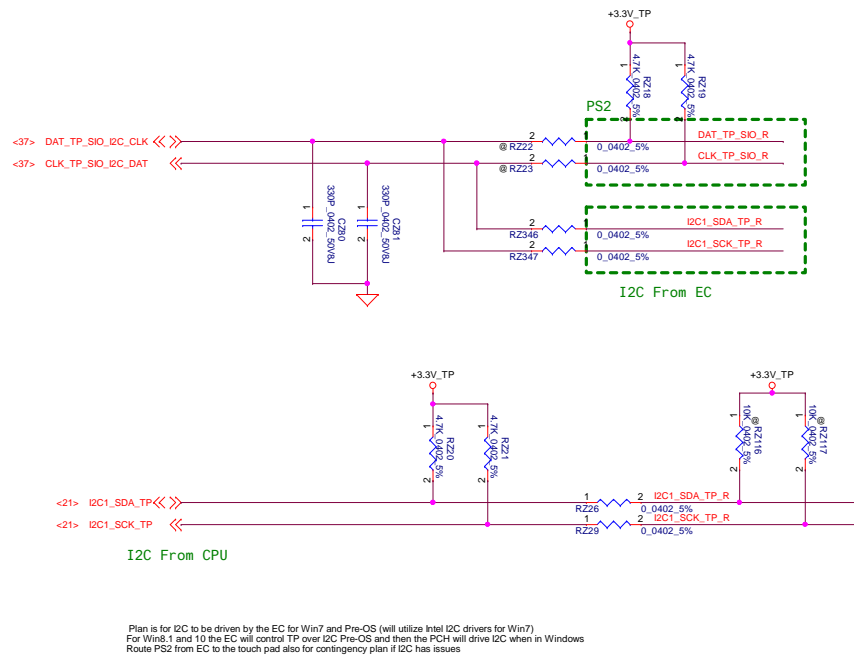 +3.3V_TP
1
4.7K_0402_5%
RZ18
2
1
4.7K_0402_5%
RZ19
2
PS2
<37> DAT_TP_SIO_I2C_CLK
2
@ RZ22
1
0_0402_5%
DAT_TP_SIO_R
<37> CLK_TP_SIO_I2C_DAT
2
@ RZ23
1
0_0402_5%
CLK_TP_SIO_R
1
330P_0402_50V8J
CZ80
2
1
330P_0402_50V8J
CZ81
2
2
RZ346
1
0_0402_5%
I2C1_SDA_TP_R
2
RZ347
1
0_0402_5%
I2C1_SCK_TP_R
I2C From EC
+3.3V_TP
1
4.7K_0402_5%
RZ20
2
1
4.7K_0402_5%
RZ21
2
+3.3V_TP
1
10K_0402_5%
@ RZ116
2
1
10K_0402_5%
@ RZ117
2
<21> I2C1_SDA_TP
1
RZ26
2
0_0402_5%
I2C1_SDA_TP_R
<21> I2C1_SCK_TP
1
RZ29
2
0_0402_5%
I2C1_SCK_TP_R
I2C From CPU
Plan is for I2C to be driven by the EC for Win7 and Pre-OS (will utilize Intel I2C drivers for Win7)
For Win8.1 and 10 the EC will control TP over I2C Pre-OS and then the PCH will drive I2C when in Windows
Route PS2 from EC to the touch pad also for contingency plan if I2C has issues